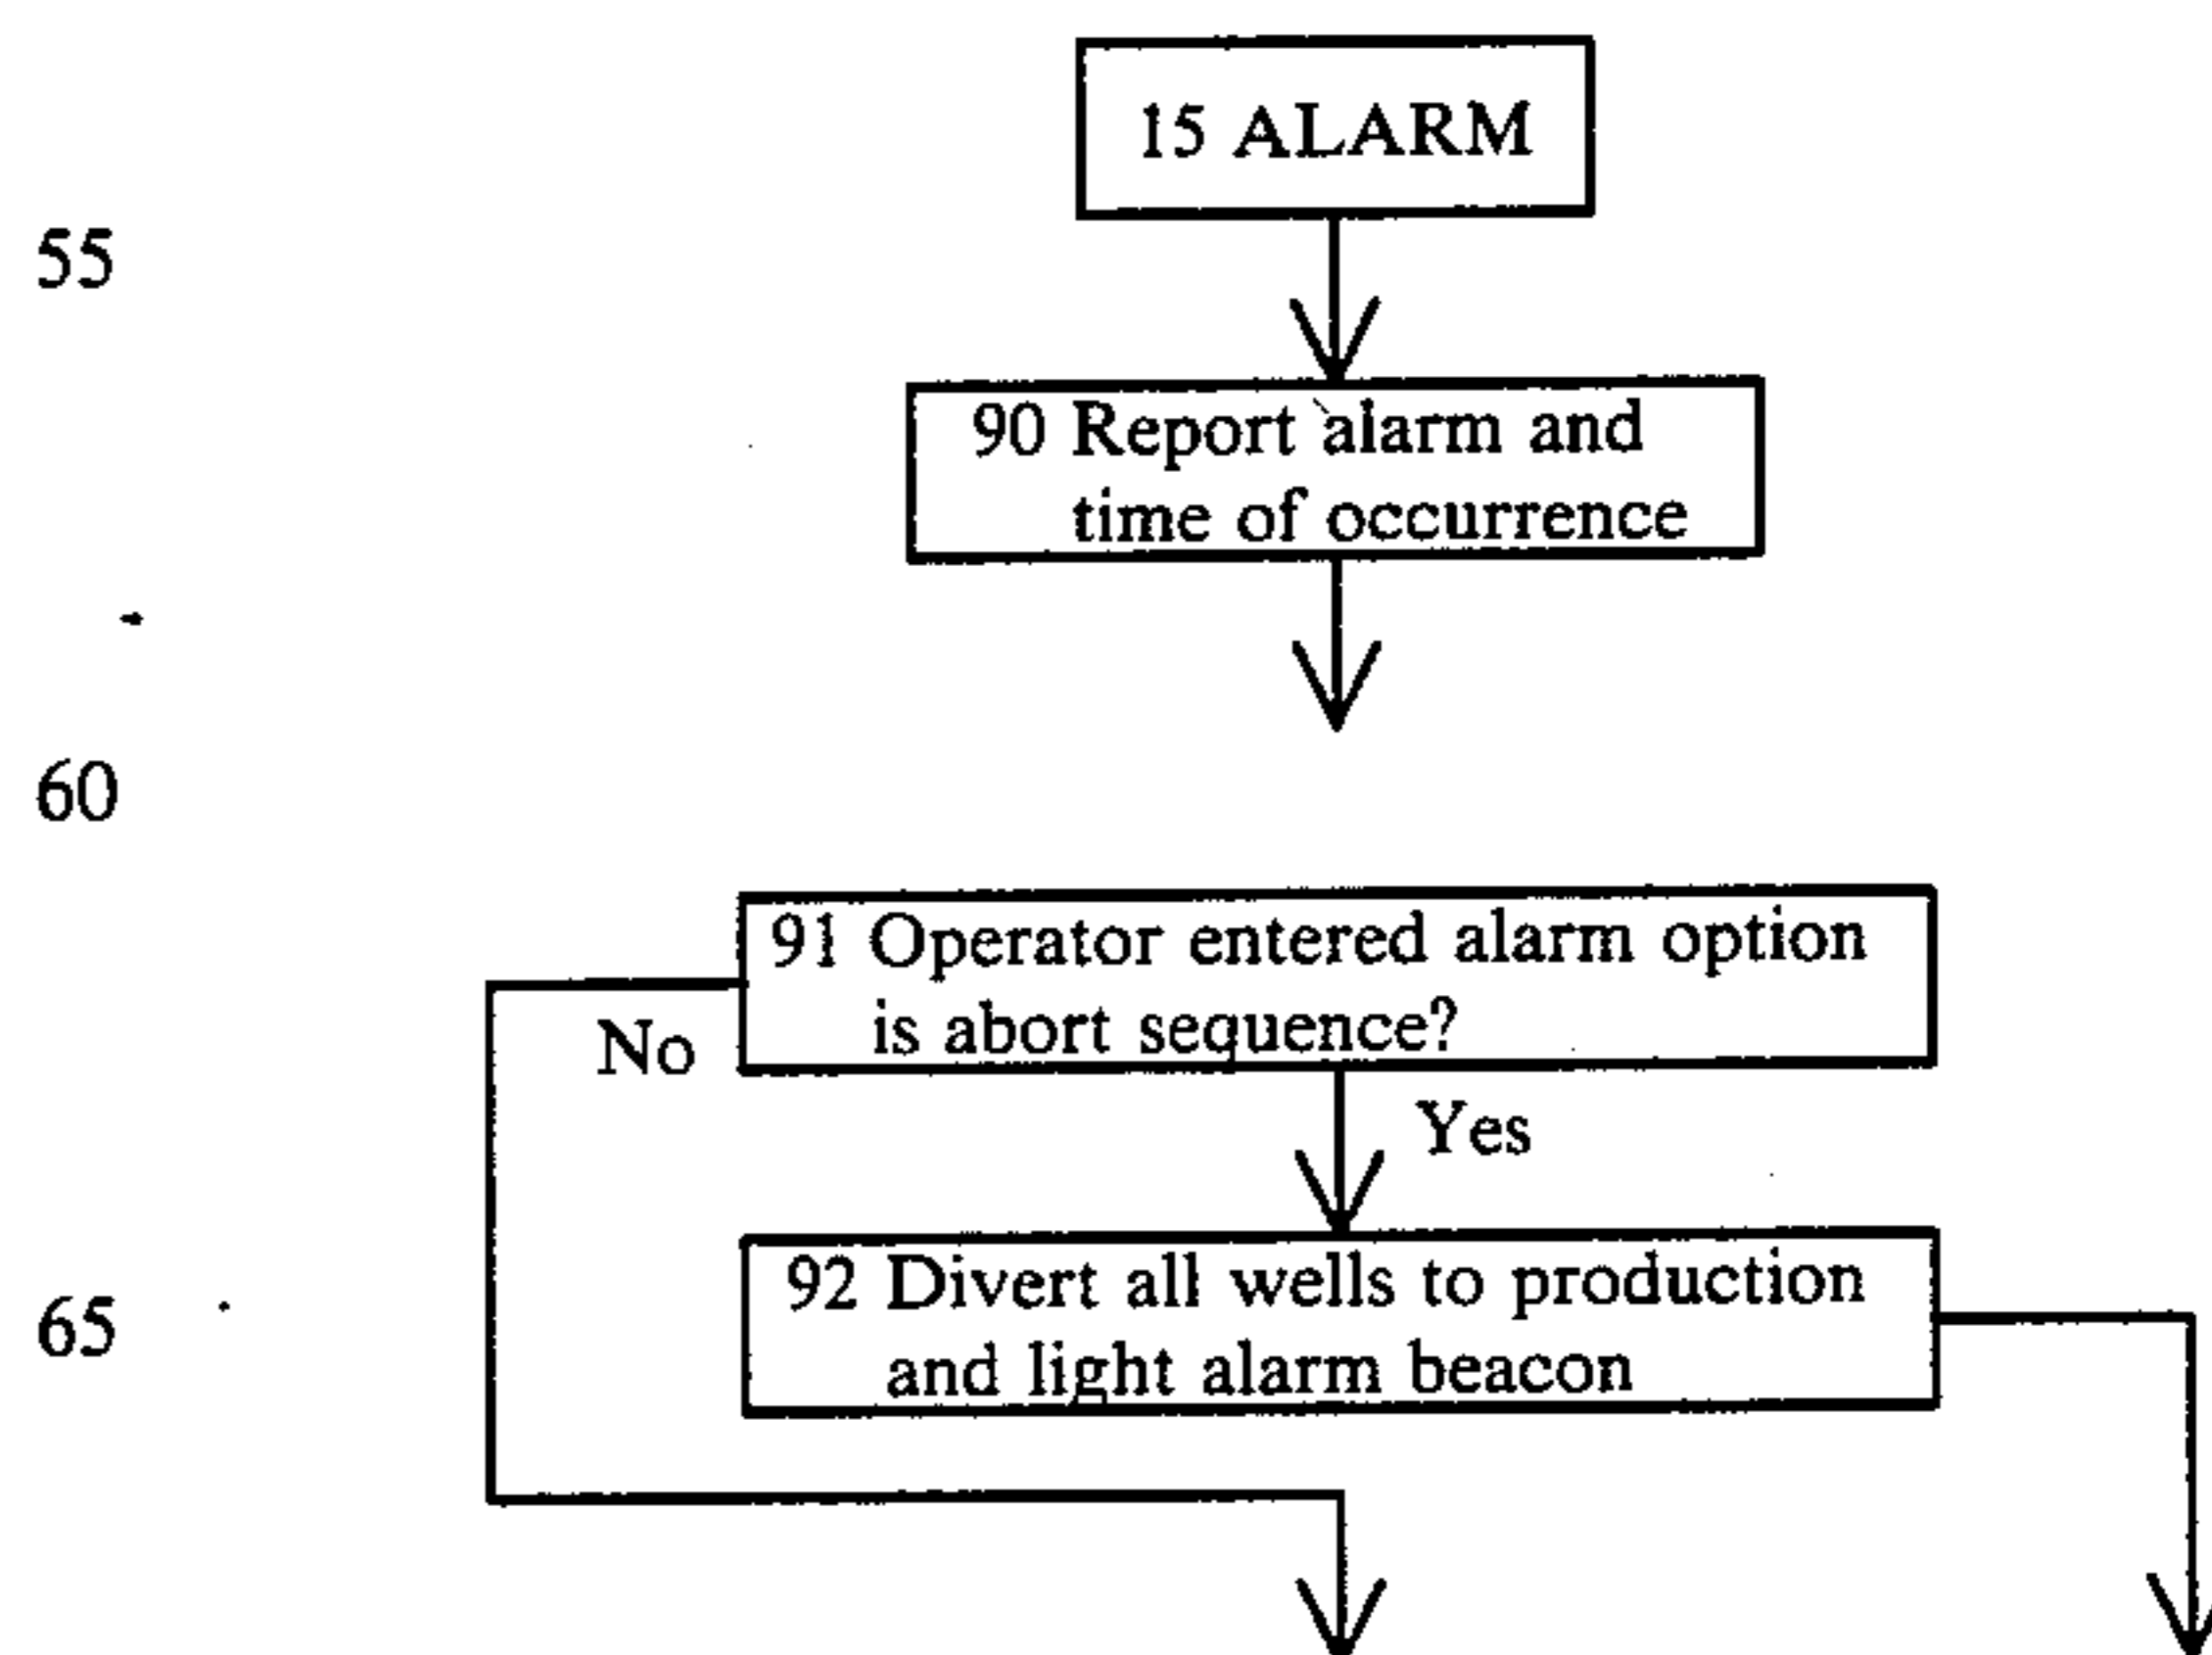 15 ALARM
55
90 Report alarm and
time of occurrence
60
91 Operator entered alarm option
is abort sequence?
No
Yes
92 Divert all wells to production
65
and light alarm beacon